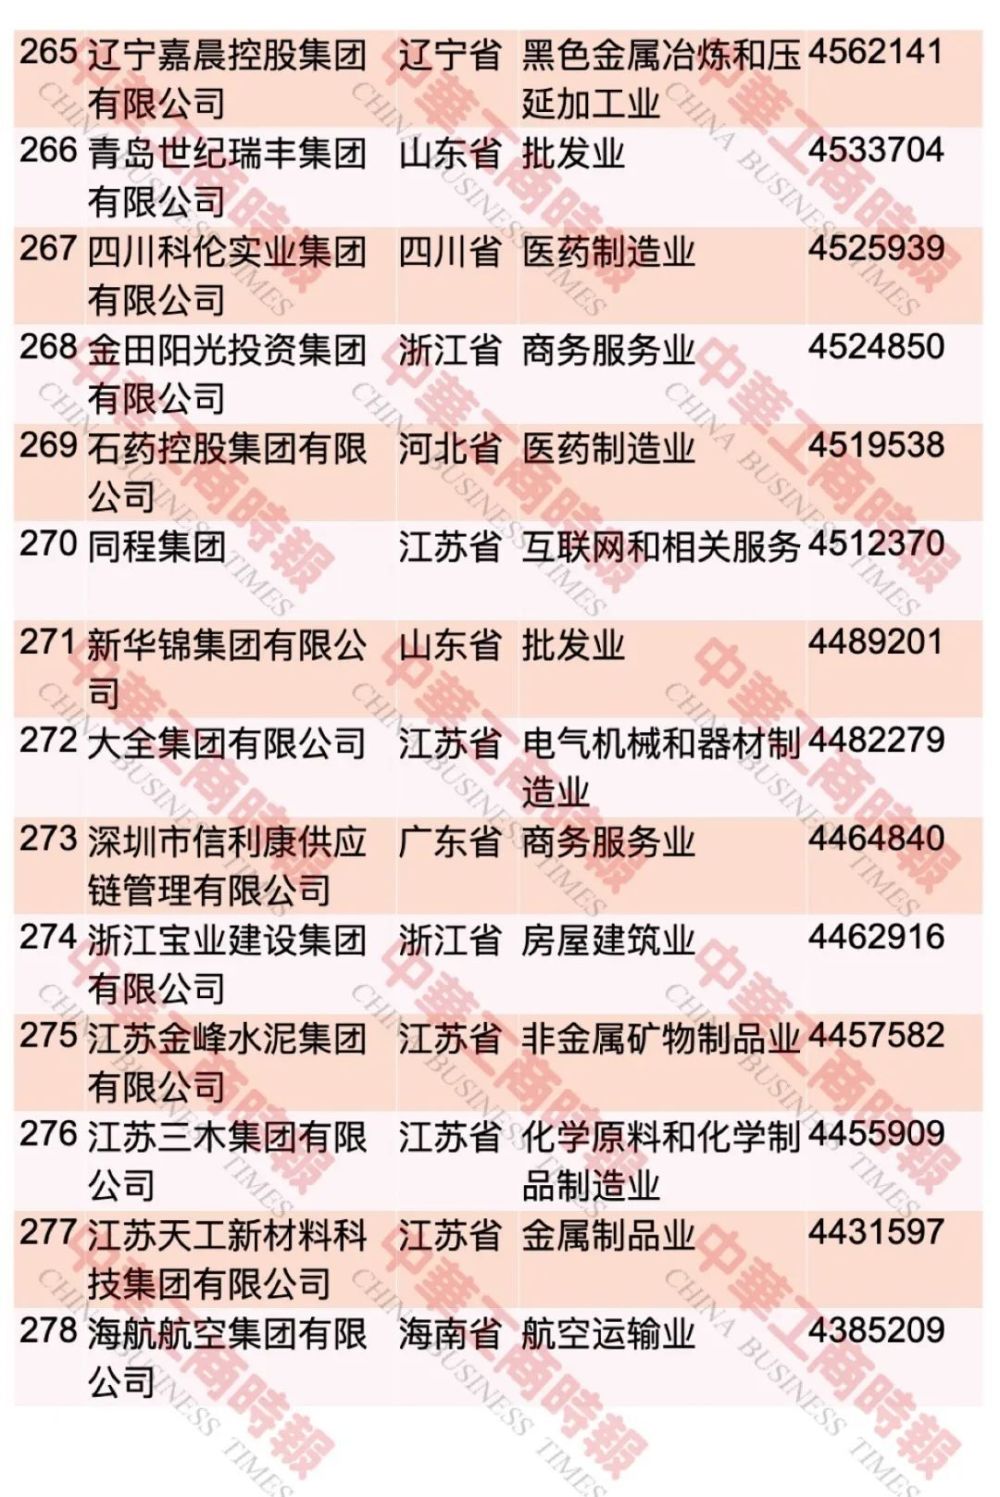 265 辽宁嘉晨控股集团 辽宁省 黑色金属冶炼和压 4562141
有限公司 延加工业
266 青岛世纪瑞丰集团 山东省 批发业 4533704
有限公司
267 四川科伦实业集团 四川省 医药制造业 4525939
有限公司
268 金田阳光投资集团 浙江省 商务服务业 4524850
有限公司
269 石药控股集团有限 河北省 医药制造业 4519538
公司
270 同程集团 江苏省 互联网和相关服务 4512370
271 新华锦集团有限公 山东省 批发业 4489201
司
272 大全集团有限公司 江苏省 电气机械和器材制 4482279
造业
273 深圳市信利康供应 广东省 商务服务业 4464840
链管理有限公司
274 浙江宝业建设集团 浙江省 房屋建筑业 4462916
有限公司
275 江苏金峰水泥集团 江苏省 非金属矿物制品业 4457582
有限公司
276 江苏三木集团有限 江苏省 化学原料和化学制 4455909
公司 品制造业
277 江苏天工新材料科 江苏省 金属制品业 4431597
技集团有限公司
278 海航航空集团有限 海南省 航空运输业 4385209
公司
中華工商時報
CHINA BUSINESS TIMES